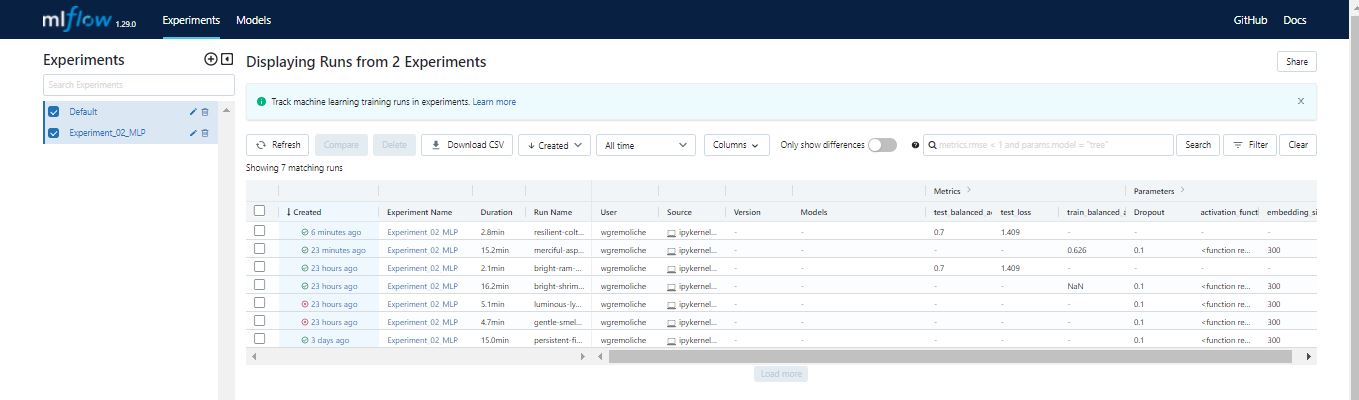 mlflow 1.29.0 Experiments Models GitHub Docs
Experiments Displaying Runs from 2 Experiments Share
Search Experiments
Default
Experiment_02_MLP
Track machine learning training runs in experiments. Learn more X
Refresh Compare Delete Download CSV ↓ Created All time Columns Only show differences metrics.rmse < 1 and params.model = "tree" Search Filter Clear
Showing 7 matching runs
Metrics Parameters
↓ Created Experiment Name Duration Run Name User Source Version Models test_balanced_a test_loss train_balanced_a Dropout activation_funct embedding_si
6 minutes ago Experiment_02_MLP 2.8min resilient-colt... wgremoliche ipykernel... - - 0.7 1.409 - - - -
23 minutes ago Experiment_02_MLP 15.2min merciful-asp... wgremoliche ipykernel... - - - - 0.626 0.1 <function re... 300
23 hours ago Experiment_02_MLP 2.1min bright-ram-... wgremoliche ipykernel... - - 0.7 1.409 - - - -
23 hours ago Experiment_02_MLP 16.2min bright-shrim... wgremoliche ipykernel... - - - - NaN 0.1 <function re... 300
23 hours ago Experiment_02_MLP 5.1min luminous-ly... wgremoliche ipykernel... - - - - - 0.1 <function re... 300
23 hours ago Experiment_02_MLP 4.7min gentle-smel... wgremoliche ipykernel... - - - - - 0.1 <function re... 300
3 days ago Experiment_02_MLP 15.0min persistent-fi... wgremoliche ipykernel... - - - - - 0.1 <function re... 300
Load more